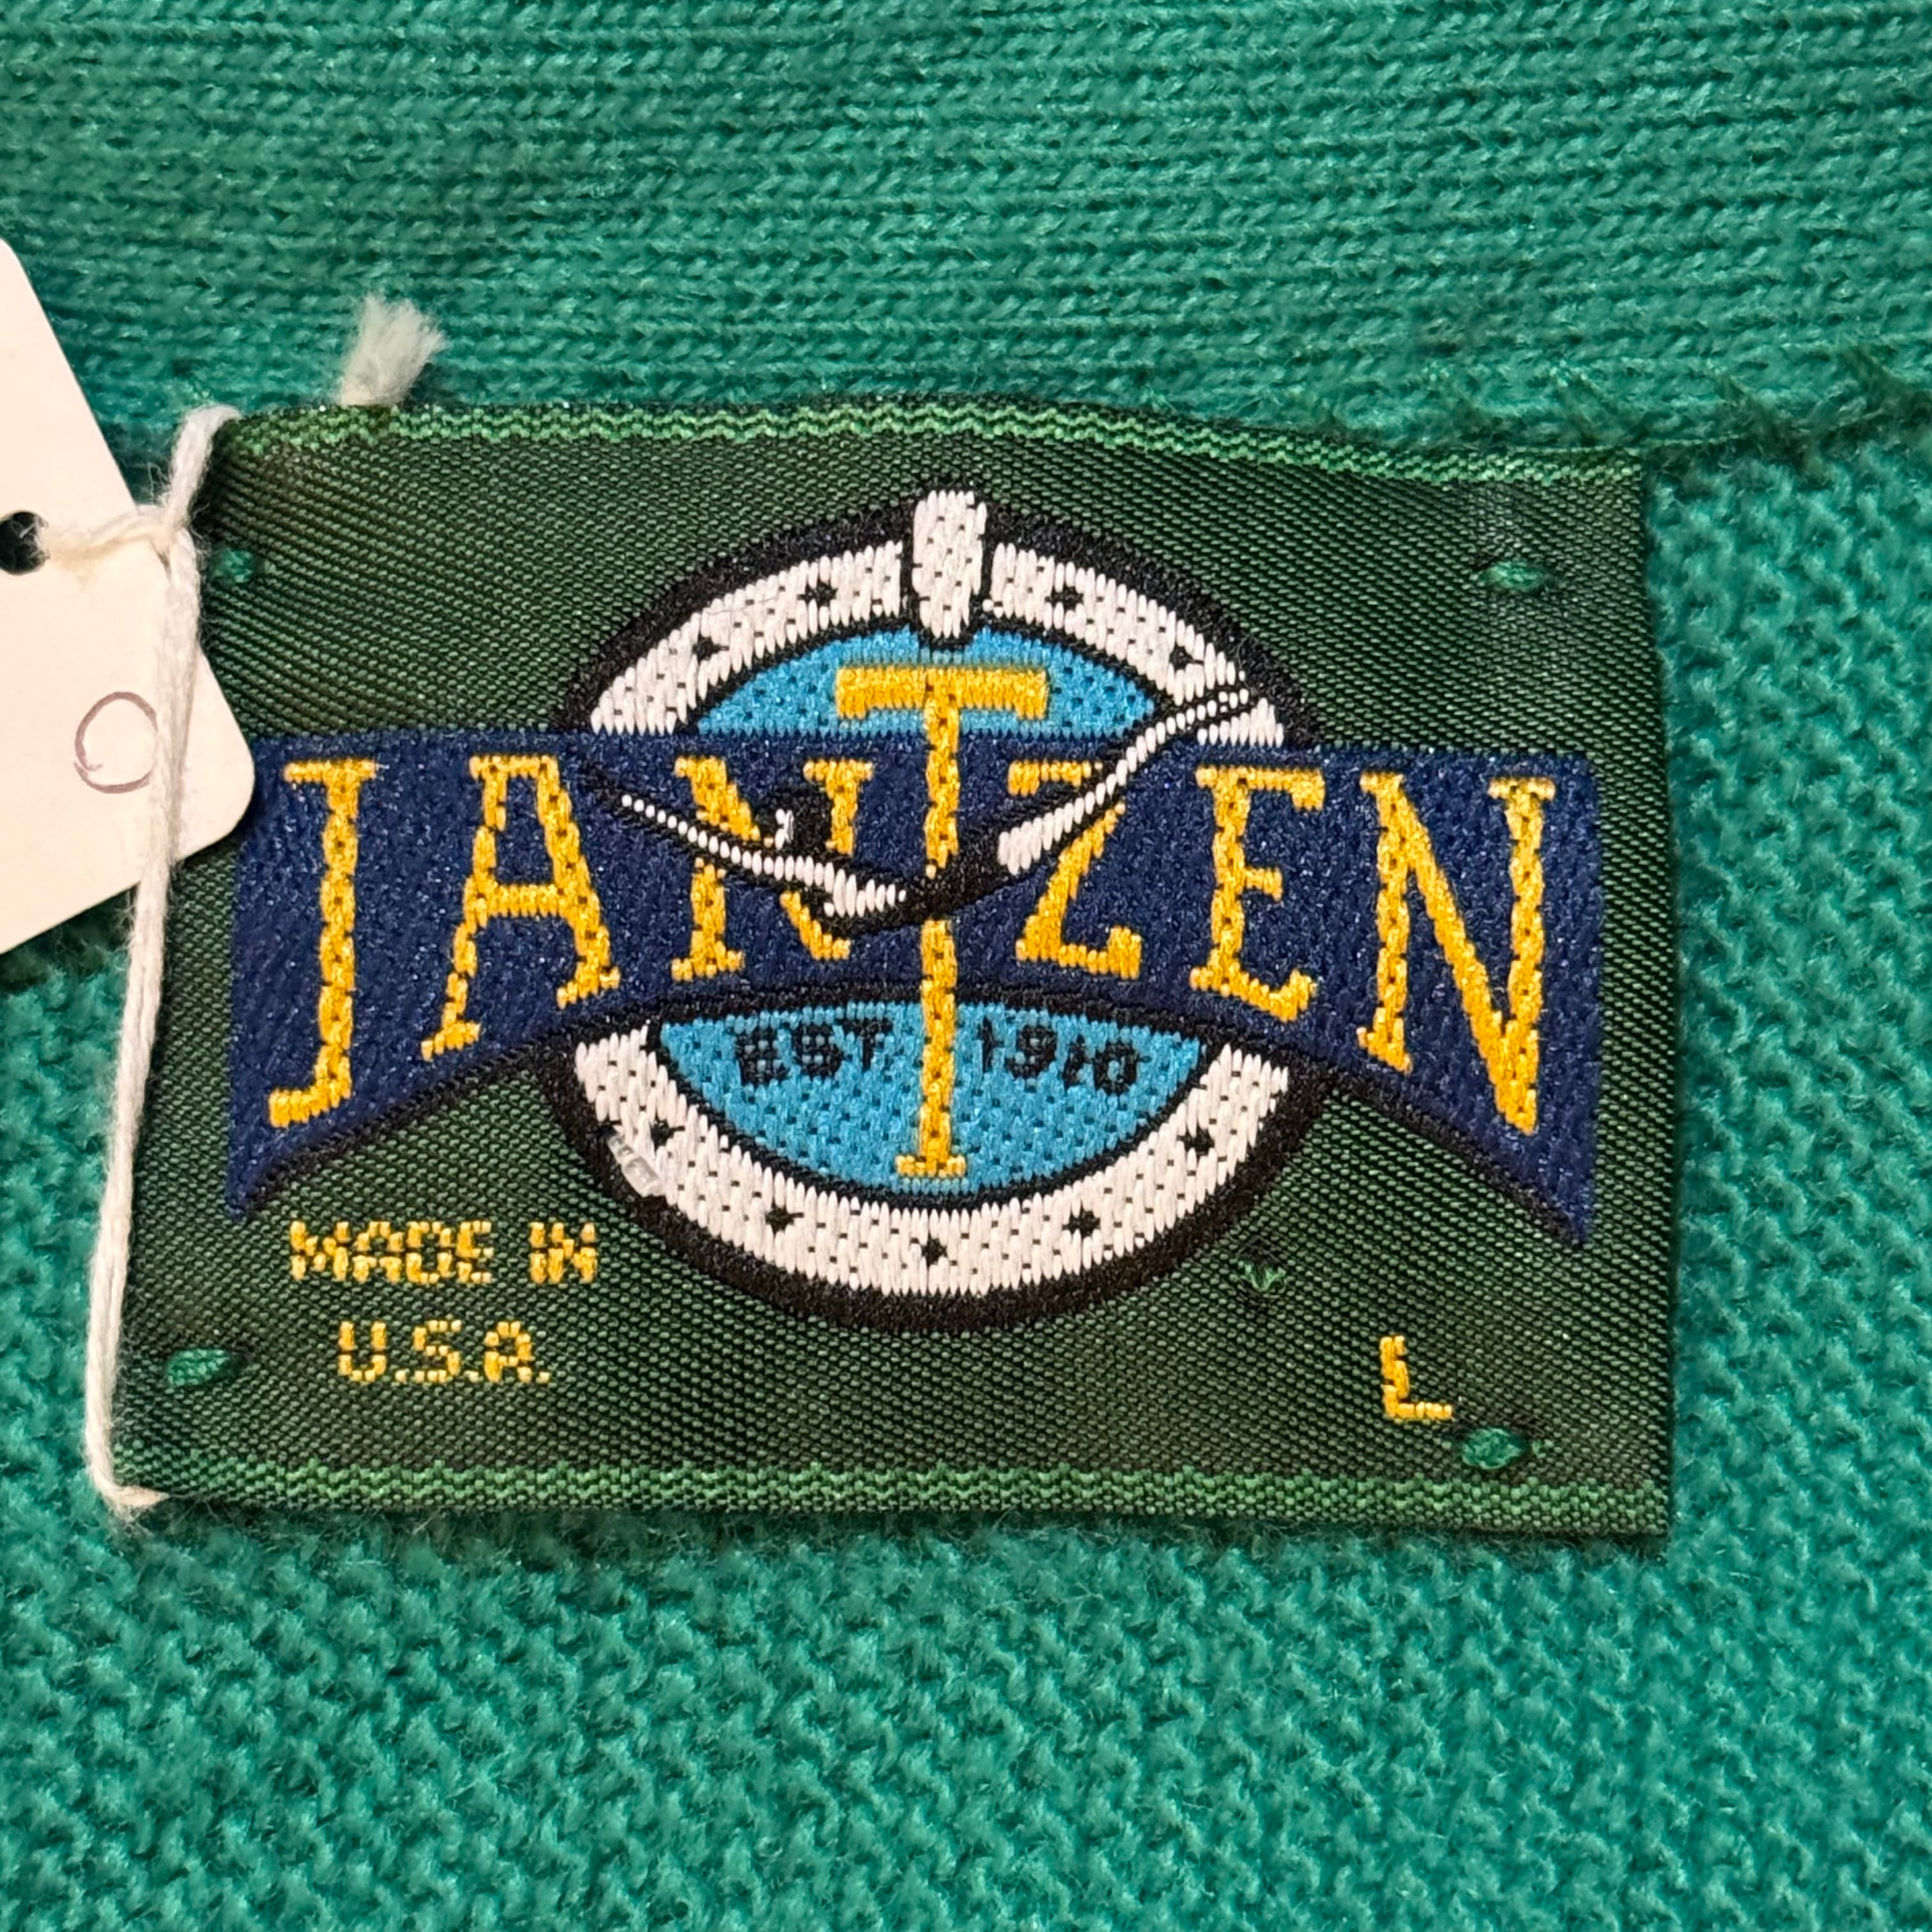 JANTZEN
EST 1910
MADE IN
U.S.A.
L